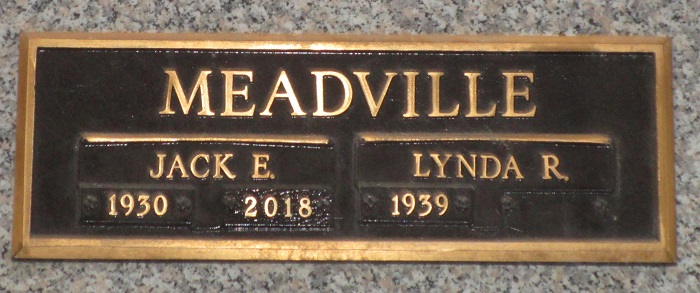 MEADVILLE
JACK E. LYNDA R.
1930 2018 1939